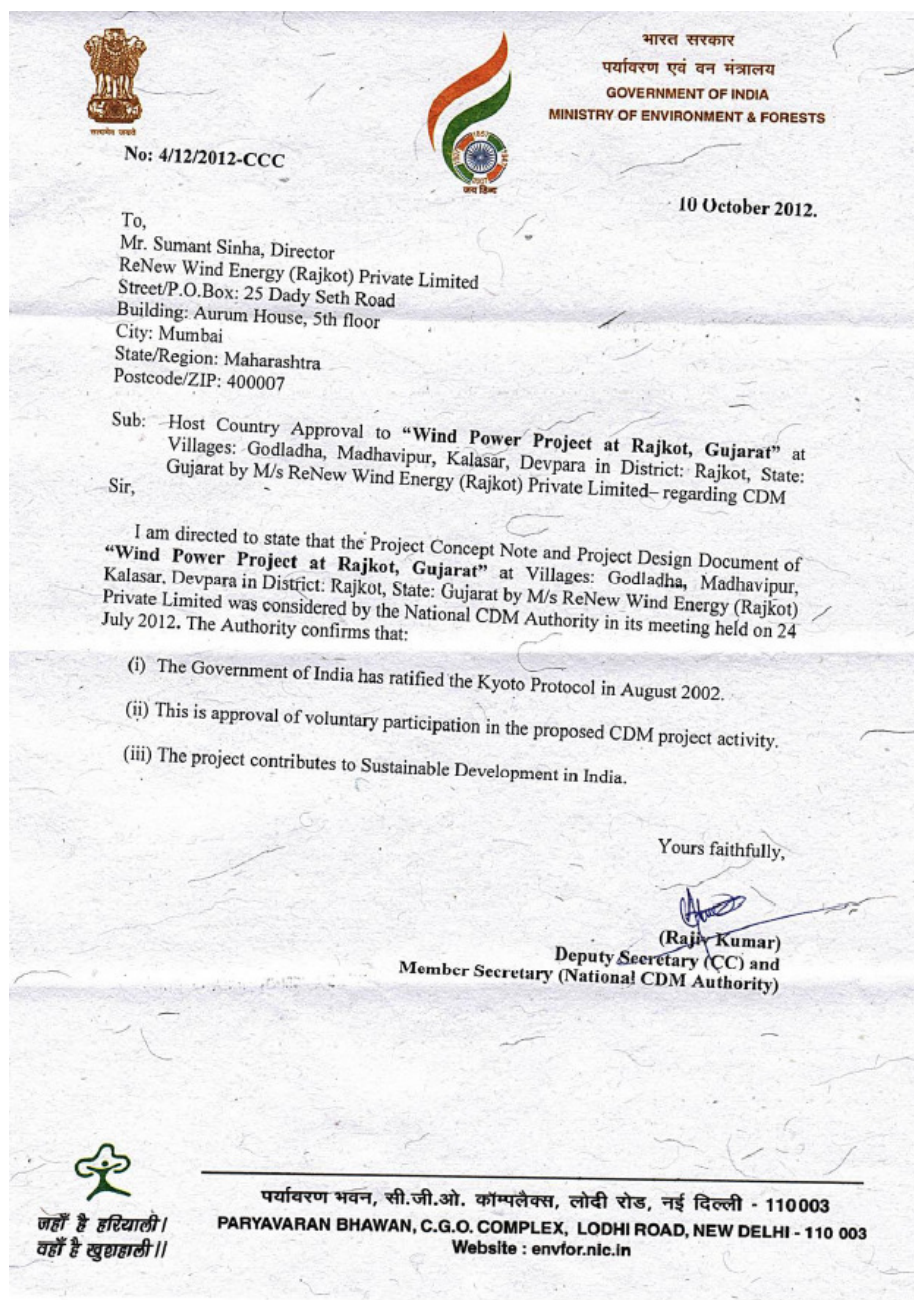 भारत सरकार
पर्यावरण एवं वन मंत्रालय
GOVERNMENT OF INDIA
MINISTRY OF ENVIRONMENT & FORESTS
सत्यमेव जयते
1857
1947
2007
जय हिन्द
No: 4/12/2012-CCC
10 October 2012.
To,
Mr. Sumant Sinha, Director
ReNew Wind Energy (Rajkot) Private Limited
Street/P.O.Box: 25 Dady Seth Road
Building: Aurum House, 5th floor
City: Mumbai
State/Region: Maharashtra
Postcode/ZIP: 400007
Sub: Host Country Approval to “Wind Power Project at Rajkot, Gujarat” at
Villages: Godladha, Madhavipur, Kalasar, Devpara in District: Rajkot, State:
Gujarat by M/s ReNew Wind Energy (Rajkot) Private Limited– regarding CDM
Sir,
I am directed to state that the Project Concept Note and Project Design Document of
“Wind Power Project at Rajkot, Gujarat” at Villages: Godladha, Madhavipur,
Kalasar, Devpara in District: Rajkot, State: Gujarat by M/s ReNew Wind Energy (Rajkot)
Private Limited was considered by the National CDM Authority in its meeting held on 24
July 2012. The Authority confirms that:
(i) The Government of India has ratified the Kyoto Protocol in August 2002.
(ii) This is approval of voluntary participation in the proposed CDM project activity.
(iii) The project contributes to Sustainable Development in India.
Yours faithfully,
(Rajiv Kumar)
Deputy Secretary (CC) and
Member Secretary (National CDM Authority)
जहाँ है हरियाली।
वहाँ है खुशहाली॥
पर्यावरण भवन, सी.जी.ओ. कॉम्पलैक्स, लोदी रोड, नई दिल्ली - 110003
PARYAVARAN BHAWAN, C.G.O. COMPLEX, LODHI ROAD, NEW DELHI - 110 003
Website : envfor.nic.in